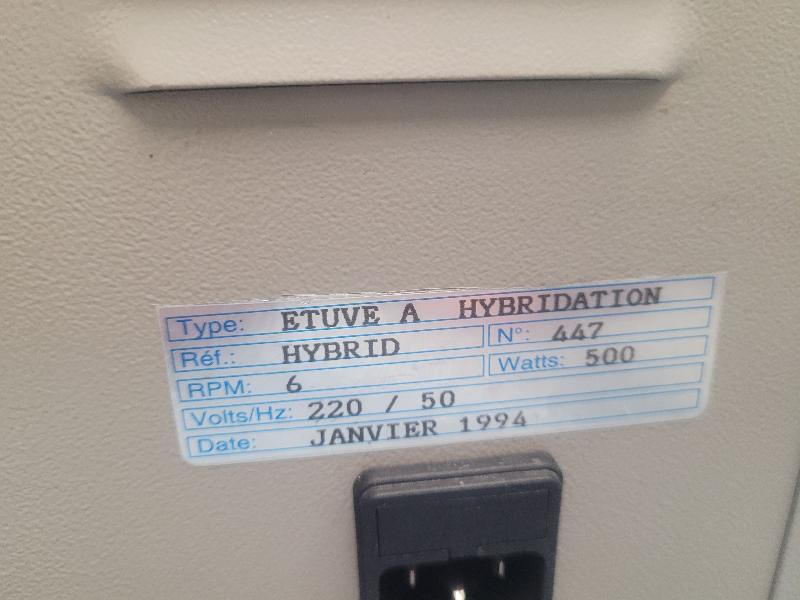 Type: ETUVE A HYBRIDATION
Réf.: HYBRID N°: 447
RPM: 6 Watts: 500
Volts/Hz: 220 / 50
Date: JANVIER 1994